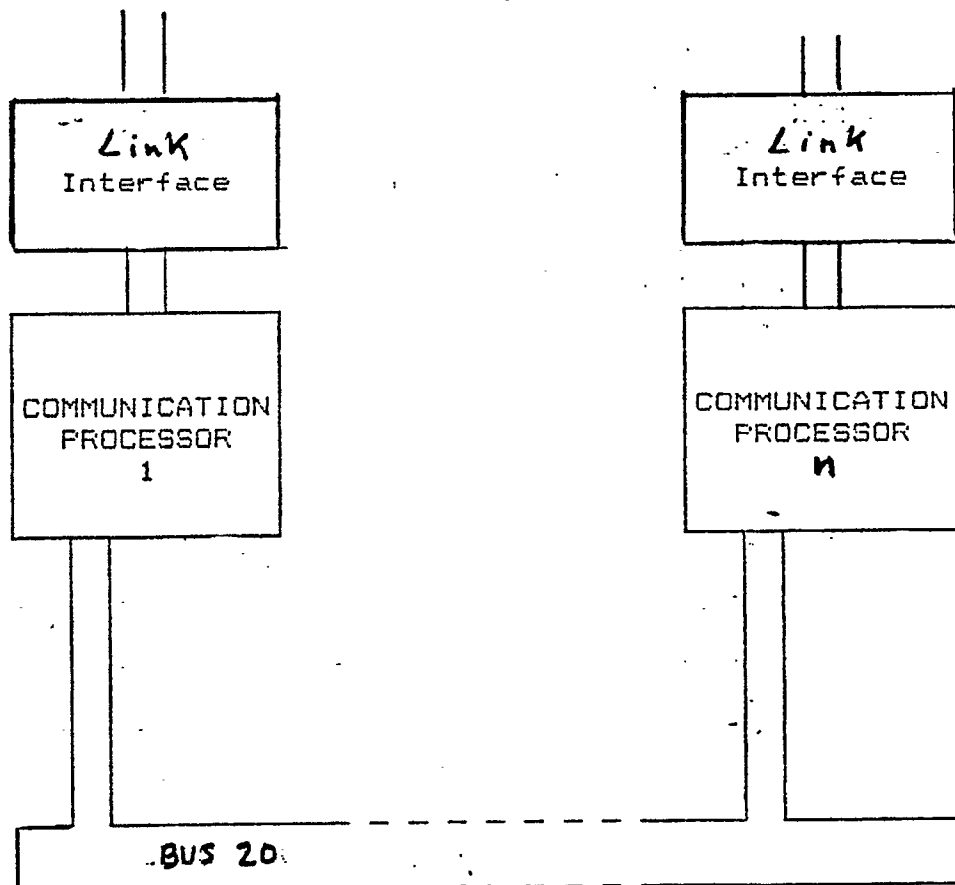 Link
Interface
Link
Interface
COMMUNICATION
PROCESSOR
1
COMMUNICATION
PROCESSOR
n
BUS 20